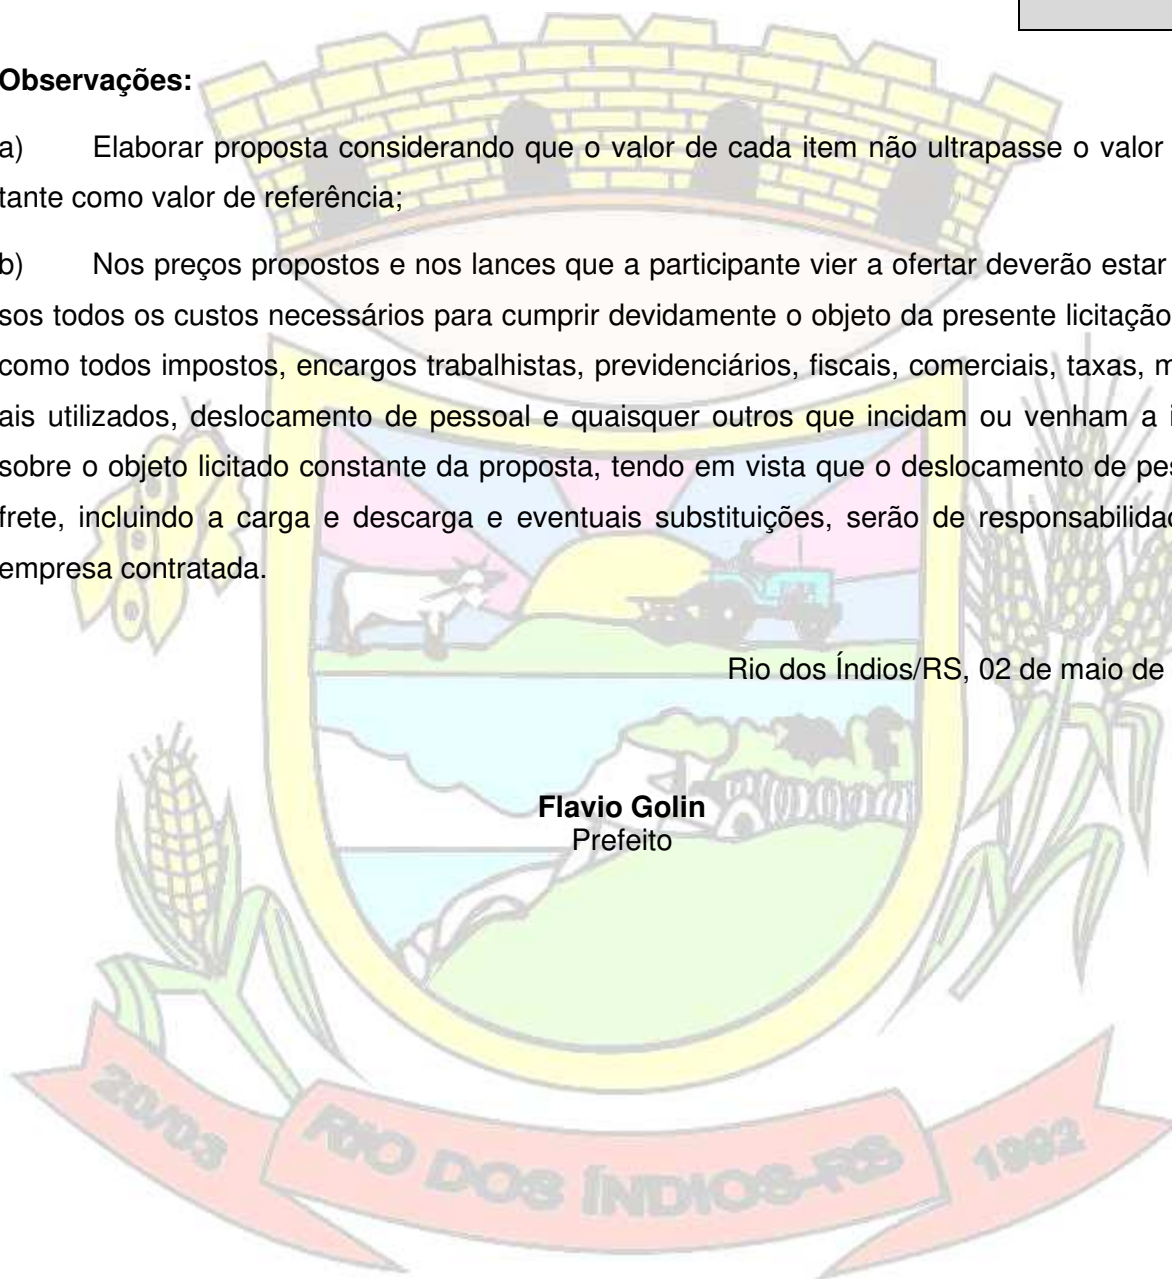 Observações:
a) Elaborar proposta considerando que o valor de cada item não ultrapasse o valor
tante como valor de referência;
b) Nos preços propostos e nos lances que a participante vier a ofertar deverão estar
sos todos os custos necessários para cumprir devidamente o objeto da presente licitação
como todos impostos, encargos trabalhistas, previdenciários, fiscais, comerciais, taxas, m
ais utilizados, deslocamento de pessoal e quaisquer outros que incidam ou venham a i
sobre o objeto licitado constante da proposta, tendo em vista que o deslocamento de pes
frete, incluindo a carga e descarga e eventuais substituições, serão de responsabilidad
empresa contratada.
Rio dos Índios/RS, 02 de maio de
Flavio Golin
Prefeito
20/03 RIO DOS ÍNDIOS-RS 1992